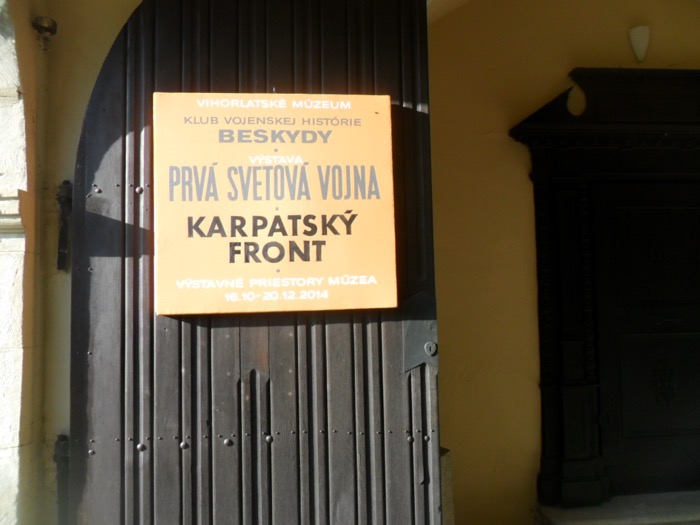 VIHORLATSKÉ MÚZEUM
KLUB VOJENSKEJ HISTÓRIE
BESKYDY
VÝSTAVA
PRVÁ SVETOVÁ VOJNA
KARPATSKÝ
FRONT
VÝSTAVNÉ PRIESTORY MÚZEA
16.10-20.12.2014